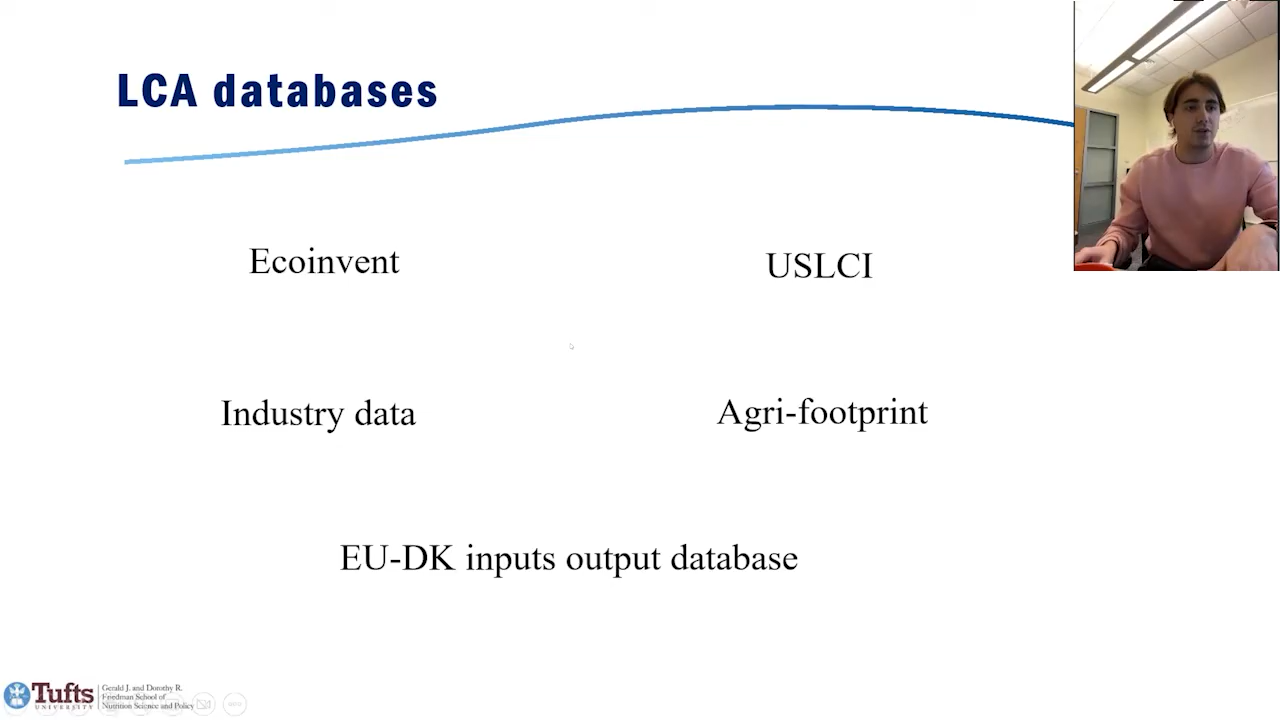 LCA databases
Ecoinvent
USLCI
Industry data
Agri-footprint
EU-DK inputs output database
Tufts
UNIVERSITY
Gerald J. and Dorothy R.
Friedman School of
Nutrition Science and Policy